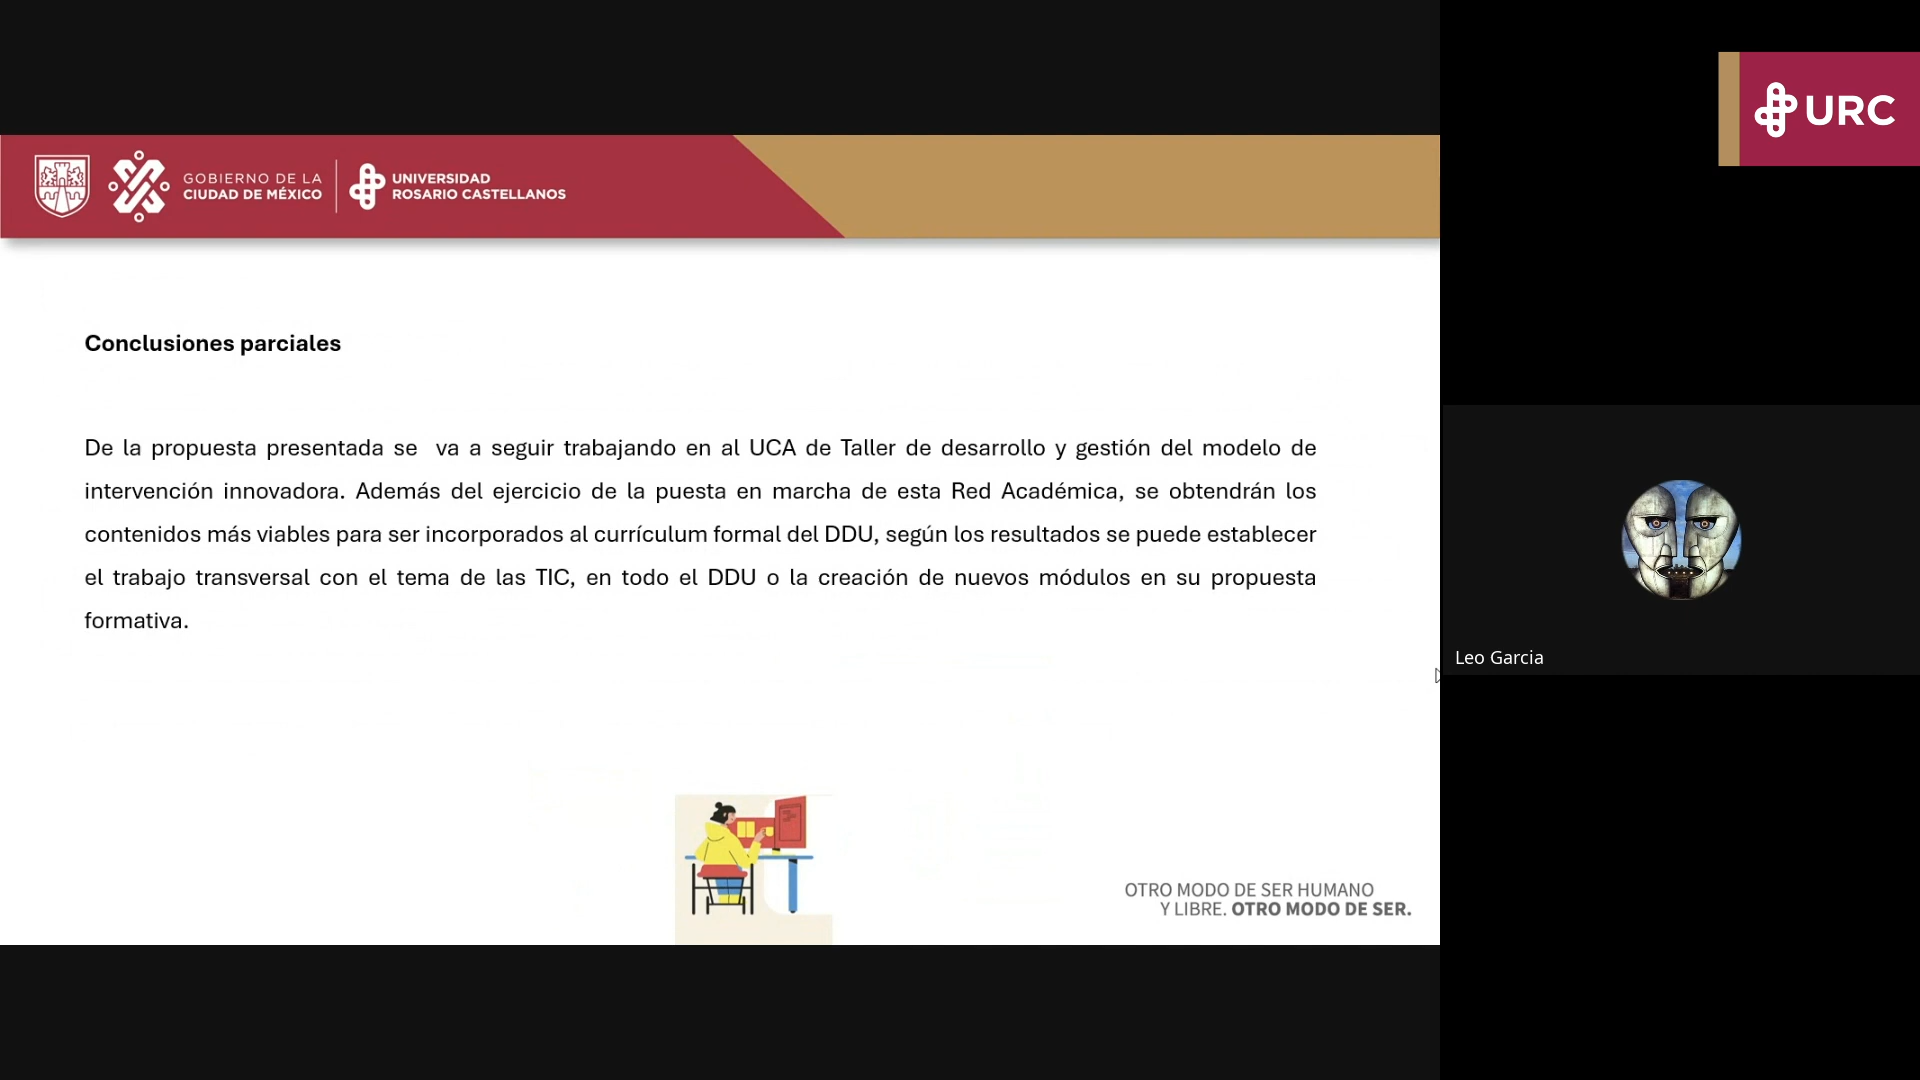 URC
GOBIERNO DE LA
CIUDAD DE MÉXICO
UNIVERSIDAD
ROSARIO CASTELLANOS
Conclusiones parciales
De la propuesta presentada se va a seguir trabajando en al UCA de Taller de desarrollo y gestión del modelo de
intervención innovadora. Además del ejercicio de la puesta en marcha de esta Red Académica, se obtendrán los
contenidos más viables para ser incorporados al currículum formal del DDU, según los resultados se puede establecer
el trabajo transversal con el tema de las TIC, en todo el DDU o la creación de nuevos módulos en su propuesta
formativa.
Leo Garcia
OTRO MODO DE SER HUMANO
Y LIBRE. OTRO MODO DE SER.